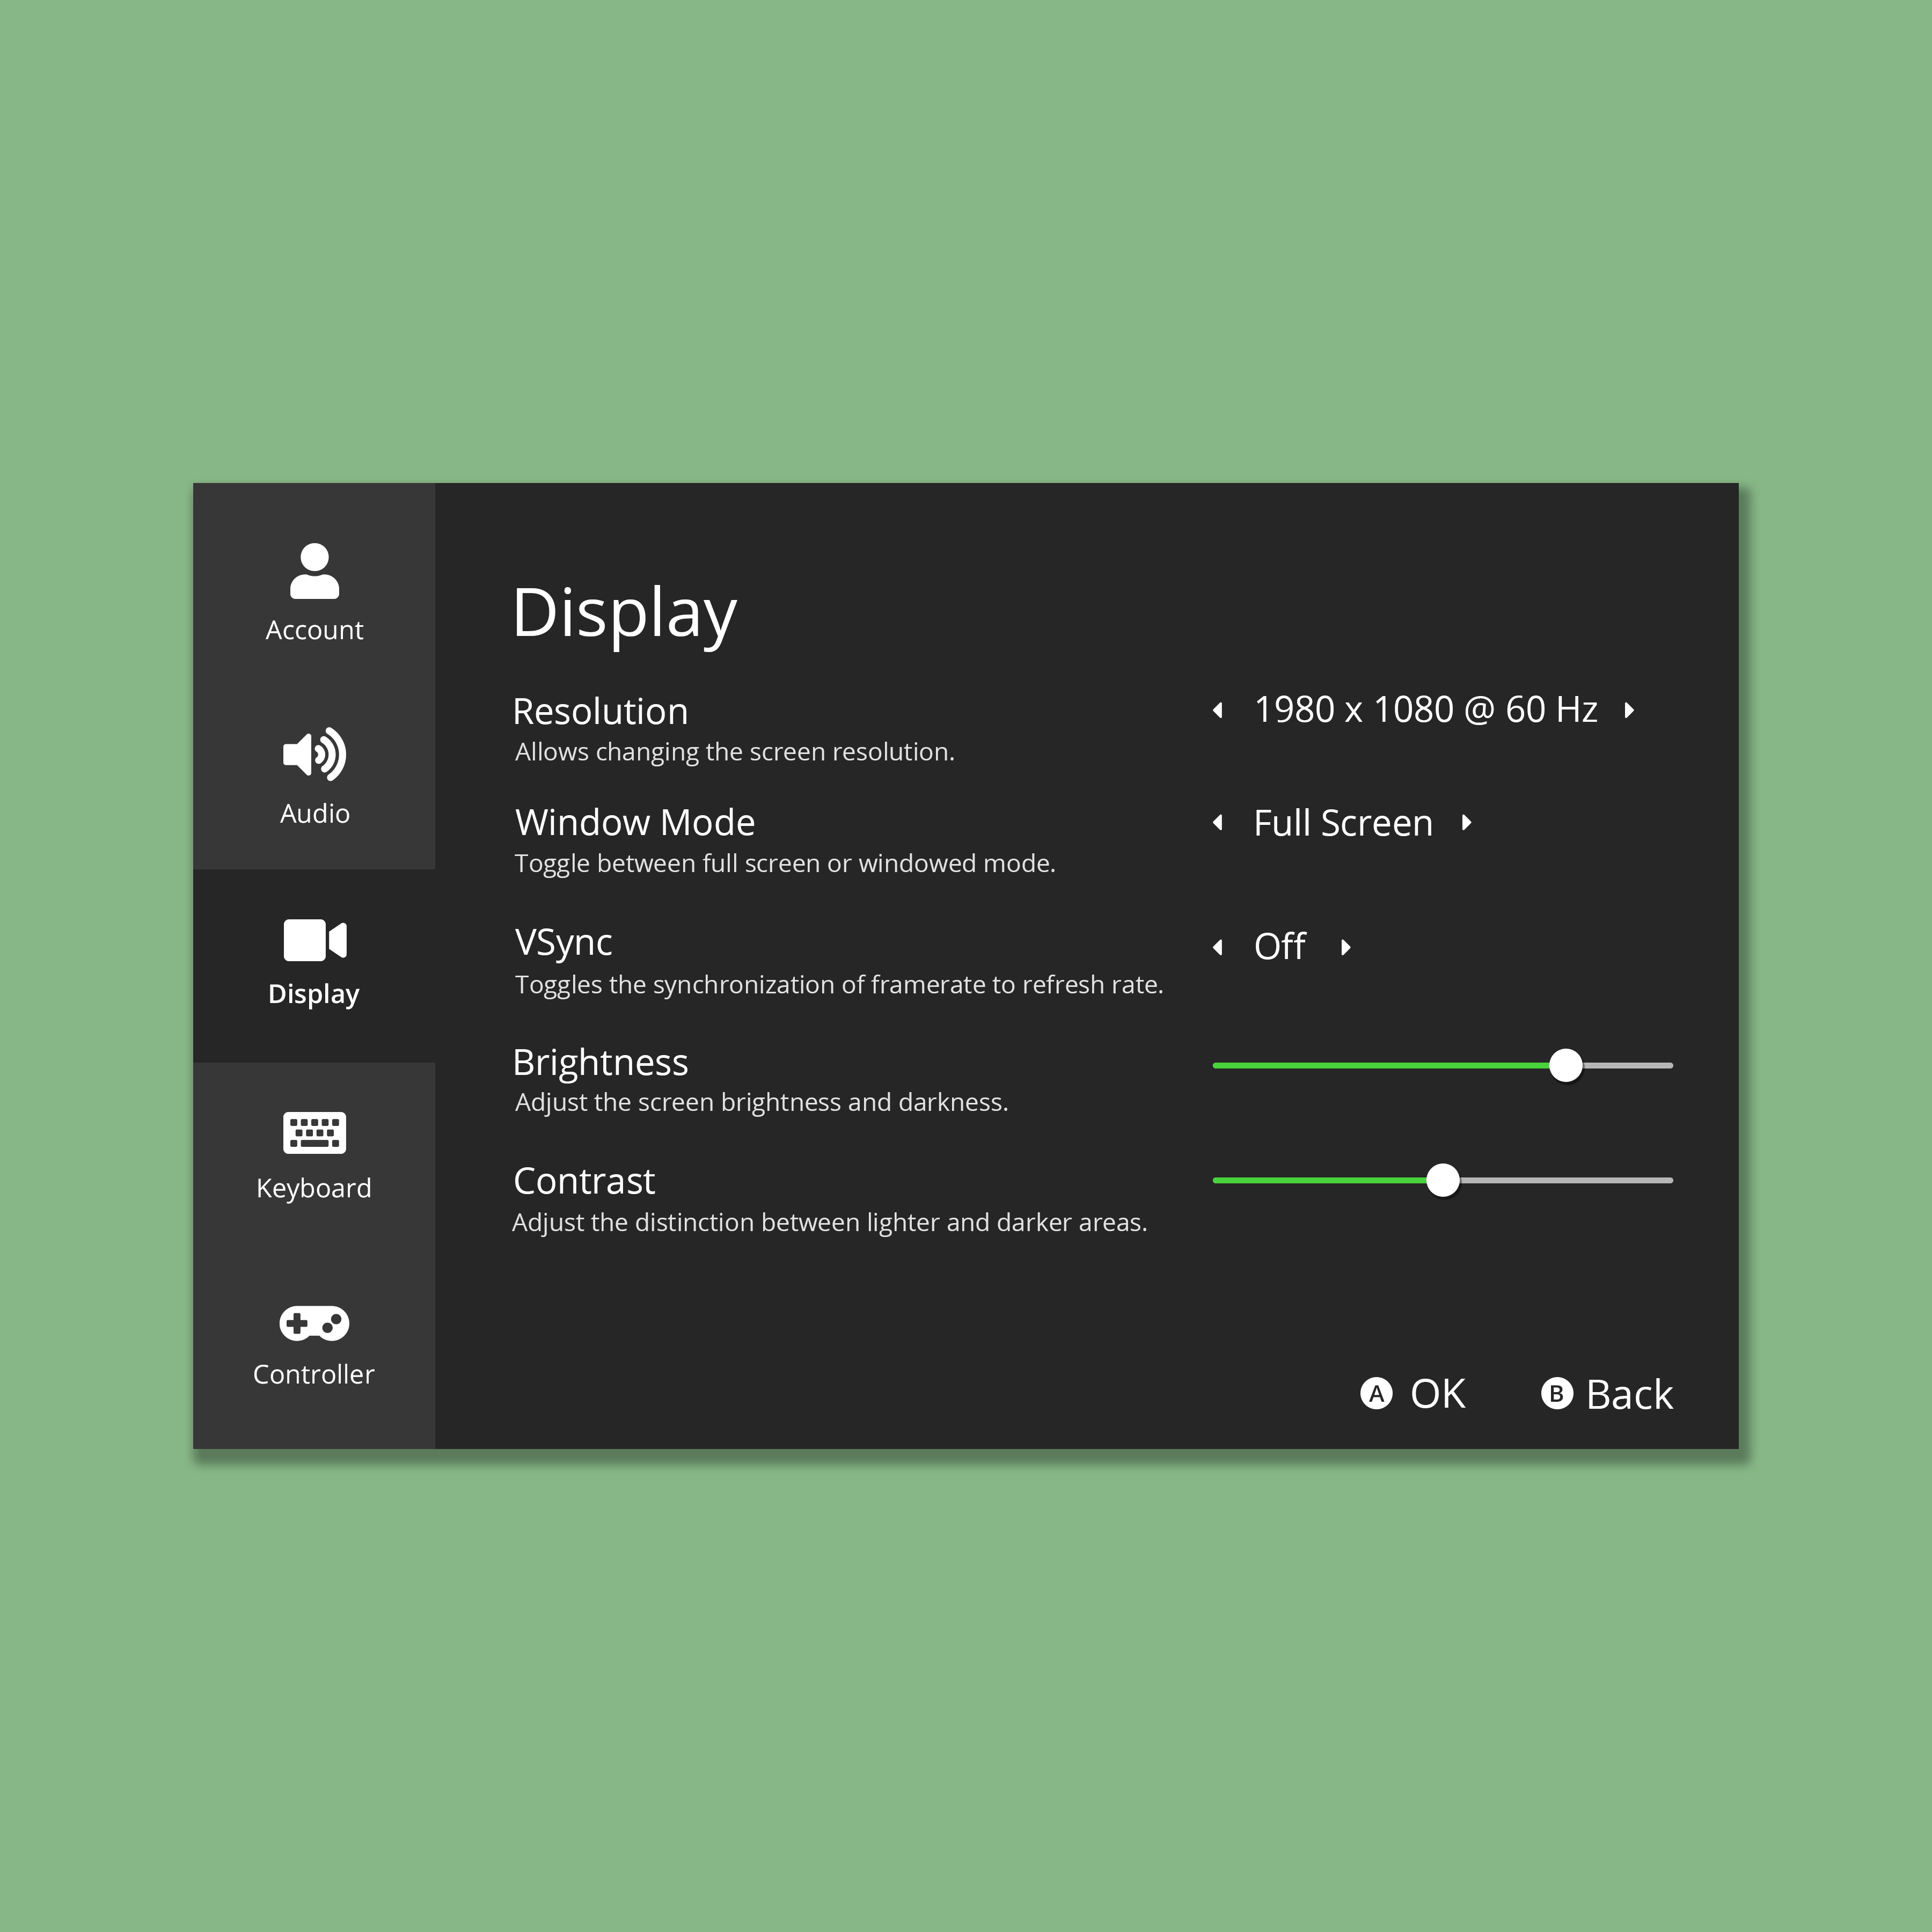 Account
Audio
Display
Keyboard
Controller
Display
Resolution
Allows changing the screen resolution.
1980 x 1080 @ 60 Hz
Window Mode
Toggle between full screen or windowed mode.
Full Screen
VSync
Toggles the synchronization of framerate to refresh rate.
Off
Brightness
Adjust the screen brightness and darkness.
Contrast
Adjust the distinction between lighter and darker areas.
A OK
B Back